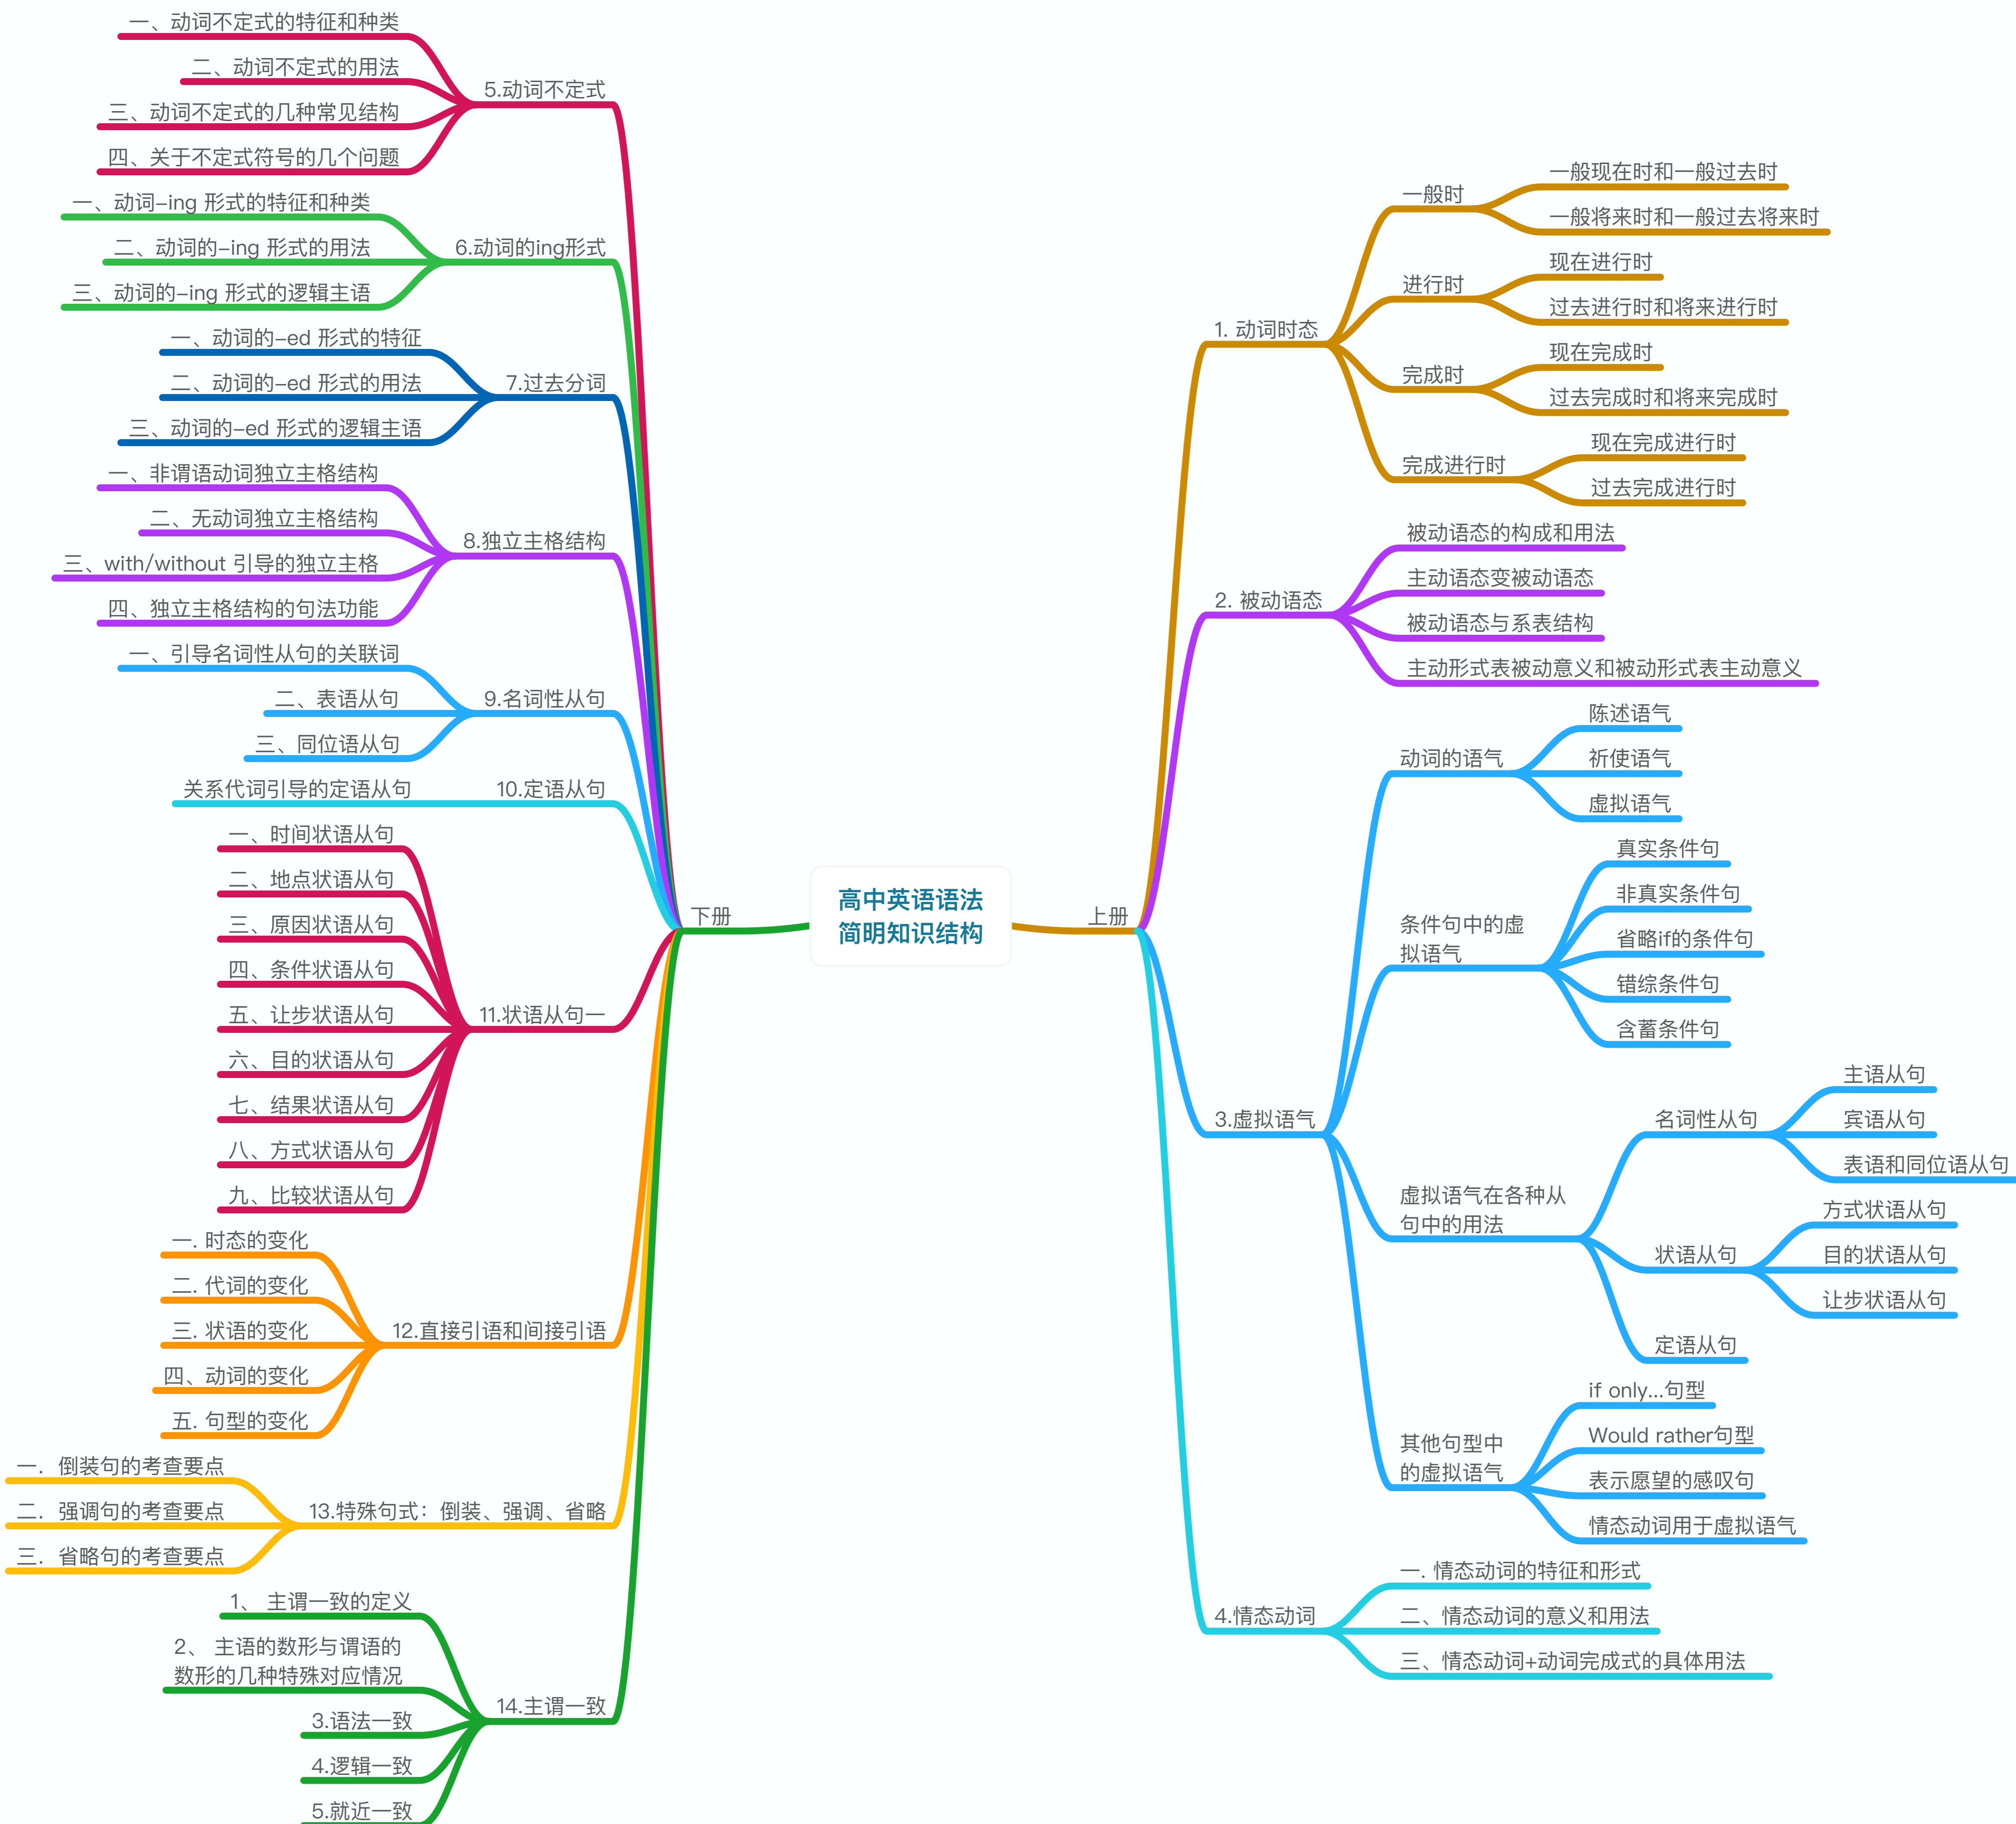 高中英语语法
简明知识结构
上册
1. 动词时态
一般时
一般现在时和一般过去时
一般将来时和一般过去将来时
进行时
现在进行时
过去进行时和将来进行时
完成时
现在完成时
过去完成时和将来完成时
完成进行时
现在完成进行时
过去完成进行时
2. 被动语态
被动语态的构成和用法
主动语态变被动语态
被动语态与系表结构
主动形式表被动意义和被动形式表主动意义
3.虚拟语气
动词的语气
陈述语气
祈使语气
虚拟语气
条件句中的虚
拟语气
真实条件句
非真实条件句
省略if的条件句
错综条件句
含蓄条件句
虚拟语气在各种从
句中的用法
名词性从句
主语从句
宾语从句
表语和同位语从句
状语从句
方式状语从句
目的状语从句
让步状语从句
定语从句
其他句型中
的虚拟语气
if only...句型
Would rather句型
表示愿望的感叹句
情态动词用于虚拟语气
4.情态动词
一. 情态动词的特征和形式
二、情态动词的意义和用法
三、情态动词+动词完成式的具体用法
下册
5.动词不定式
一、动词不定式的特征和种类
二、动词不定式的用法
三、动词不定式的几种常见结构
四、关于不定式符号的几个问题
6.动词的ing形式
一、动词–ing 形式的特征和种类
二、动词的–ing 形式的用法
三、动词的–ing 形式的逻辑主语
7.过去分词
一、动词的–ed 形式的特征
二、动词的–ed 形式的用法
三、动词的–ed 形式的逻辑主语
8.独立主格结构
一、非谓语动词独立主格结构
二、无动词独立主格结构
三、with/without 引导的独立主格
四、独立主格结构的句法功能
9.名词性从句
一、引导名词性从句的关联词
二、表语从句
三、同位语从句
10.定语从句
关系代词引导的定语从句
11.状语从句一
一、时间状语从句
二、地点状语从句
三、原因状语从句
四、条件状语从句
五、让步状语从句
六、目的状语从句
七、结果状语从句
八、方式状语从句
九、比较状语从句
12.直接引语和间接引语
一. 时态的变化
二. 代词的变化
三. 状语的变化
四、动词的变化
五. 句型的变化
13.特殊句式：倒装、强调、省略
一．倒装句的考查要点
二．强调句的考查要点
三．省略句的考查要点
14.主谓一致
1、 主谓一致的定义
2、 主语的数形与谓语的
数形的几种特殊对应情况
3.语法一致
4.逻辑一致
5.就近一致